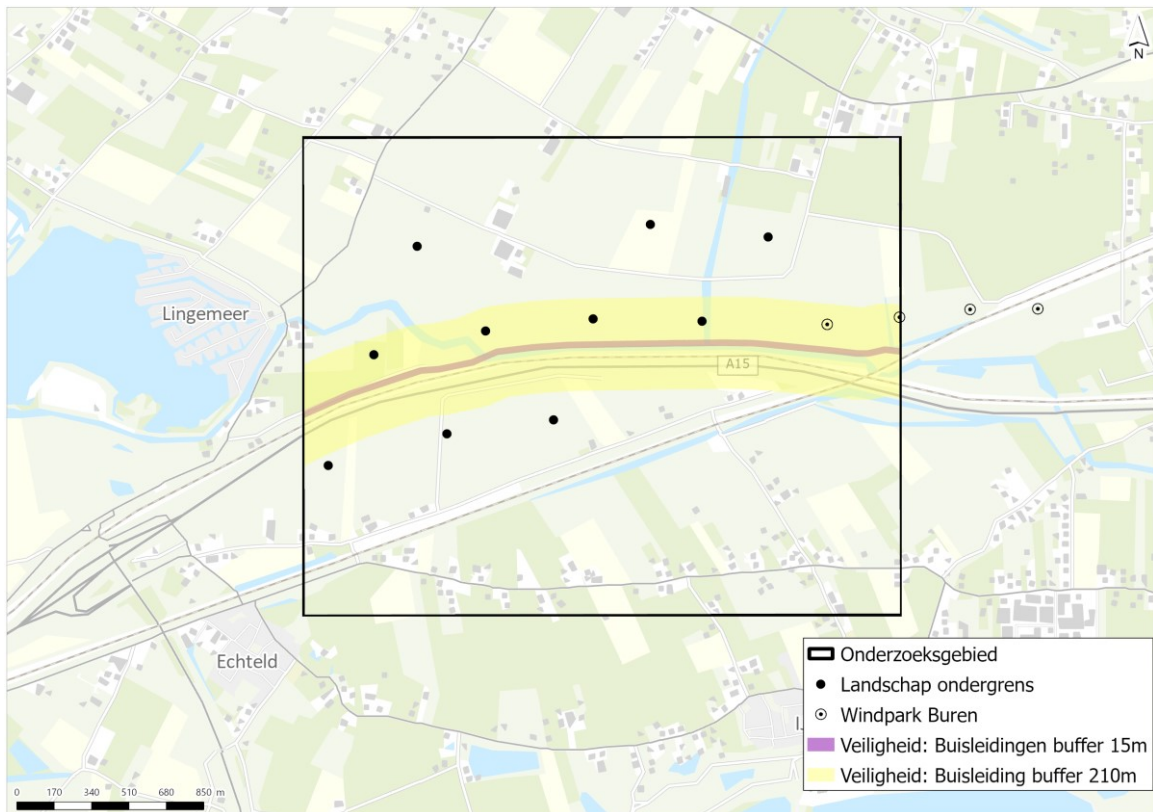 N
Lingemeer
A15
Echteld
Onderzoeksgebied
Landschap ondergrens
Windpark Buren
Veiligheid: Buisleidingen buffer 15m
Veiligheid: Buisleiding buffer 210m
0 170 340 510 680 850 m